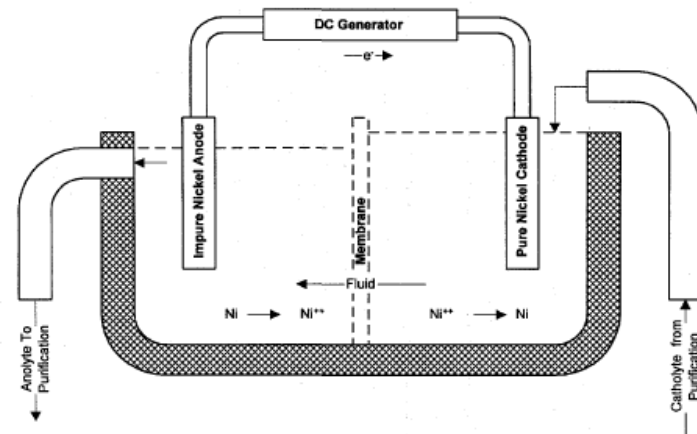 DC Generator
e⁻
Impure Nickel Anode
Membrane
Pure Nickel Cathode
Fluid
Ni Ni⁺⁺ Ni⁺⁺ Ni
Anolyte To
Purification
Catholyte from
Purification